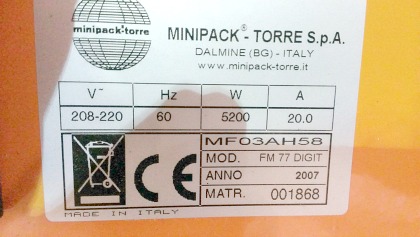 minipack-torre
MINIPACK® - TORRE S.p.A.
DALMINE (BG) - ITALY
www.minipack-torre.it
V~ Hz W A
208-220 60 5200 20.0
MF03AH58
MOD. FM 77 DIGIT
ANNO 2007
MATR. 001868
CE
MADE IN ITALY